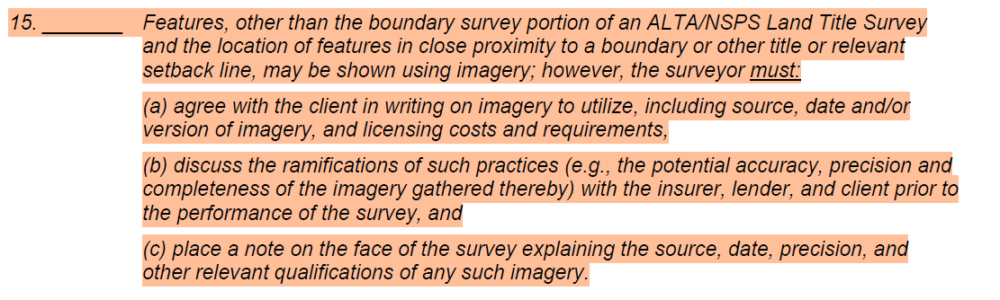 15. _______ Features, other than the boundary survey portion of an ALTA/NSPS Land Title Survey
and the location of features in close proximity to a boundary or other title or relevant
setback line, may be shown using imagery; however, the surveyor must:
(a) agree with the client in writing on imagery to utilize, including source, date and/or
version of imagery, and licensing costs and requirements,
(b) discuss the ramifications of such practices (e.g., the potential accuracy, precision and
completeness of the imagery gathered thereby) with the insurer, lender, and client prior to
the performance of the survey, and
(c) place a note on the face of the survey explaining the source, date, precision, and
other relevant qualifications of any such imagery.